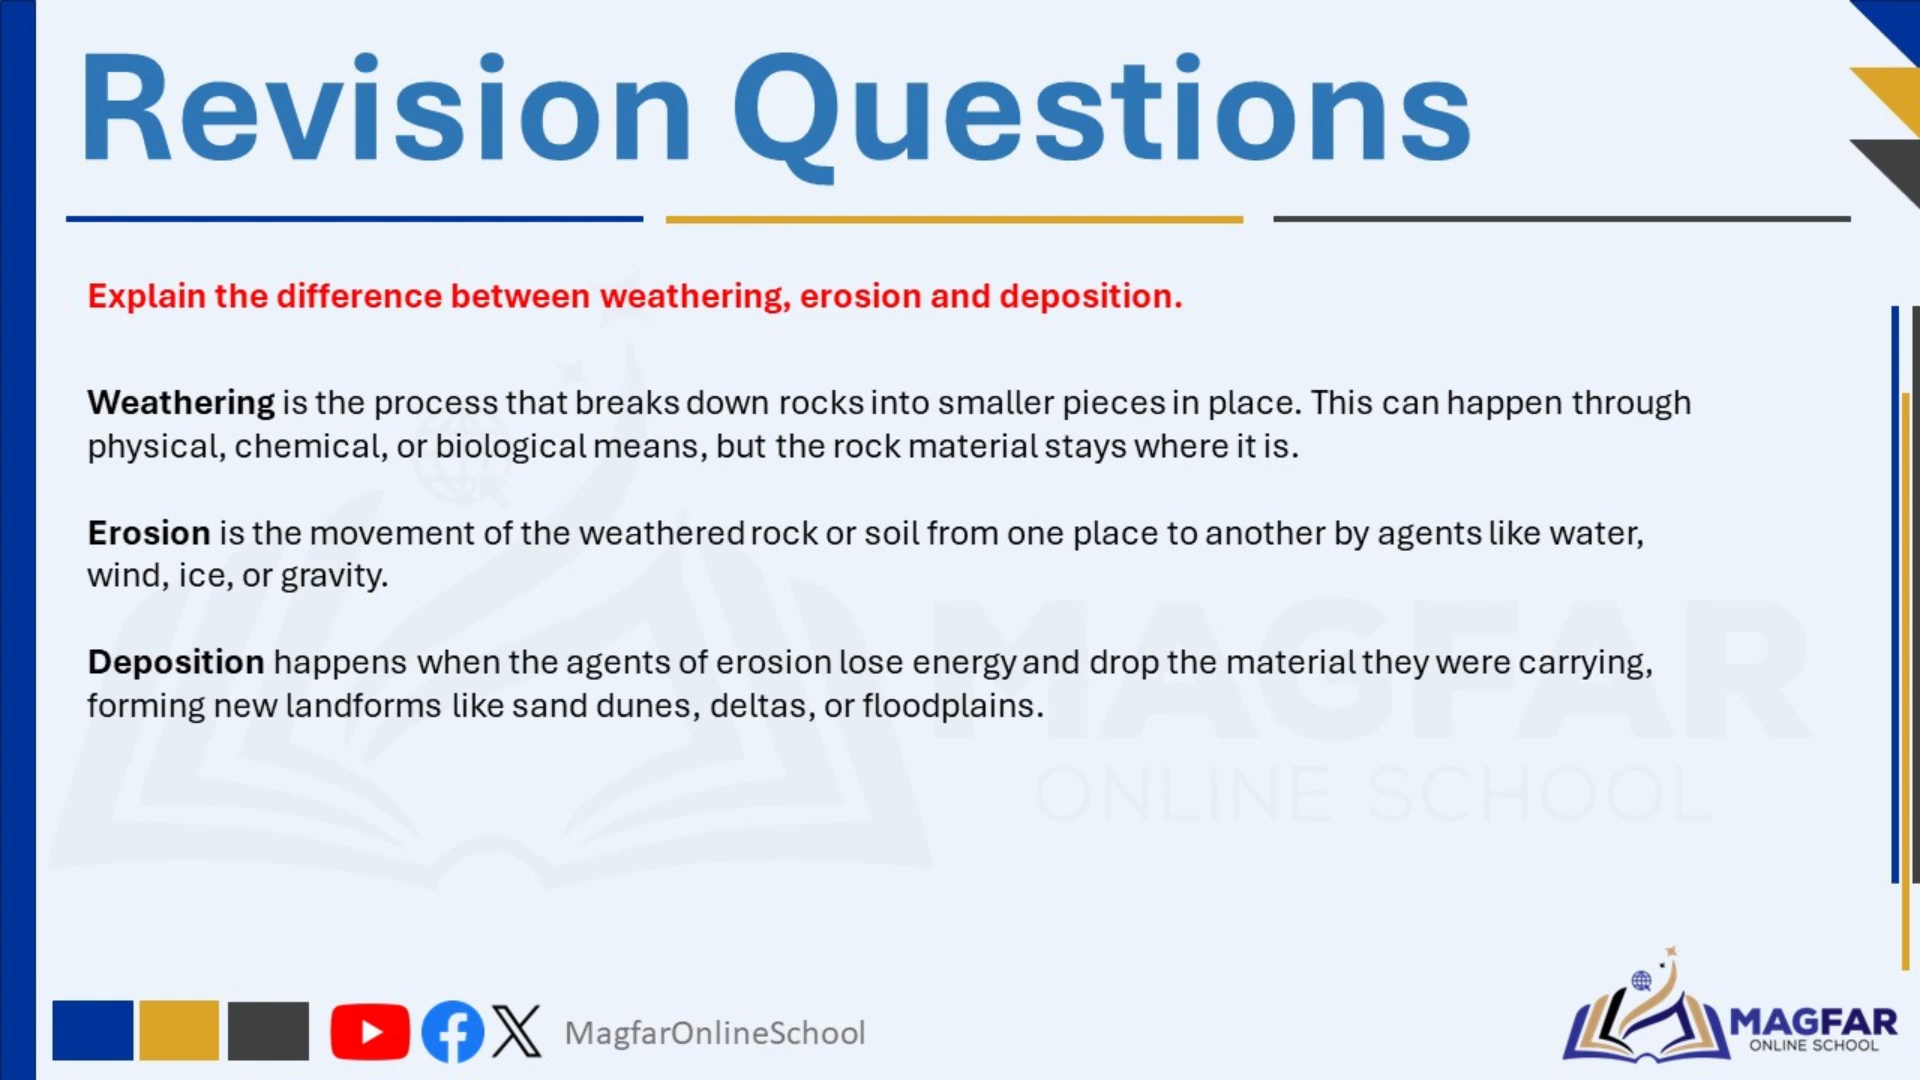 Revision Questions
Explain the difference between weathering, erosion and deposition.
Weathering is the process that breaks down rocks into smaller pieces in place. This can happen through
physical, chemical, or biological means, but the rock material stays where it is.
Erosion is the movement of the weathered rock or soil from one place to another by agents like water,
wind, ice, or gravity.
Deposition happens when the agents of erosion lose energy and drop the material they were carrying,
forming new landforms like sand dunes, deltas, or floodplains.
MAGFAR
ONLINE SCHOOL
MagfarOnlineSchool
MAGFAR
ONLINE SCHOOL